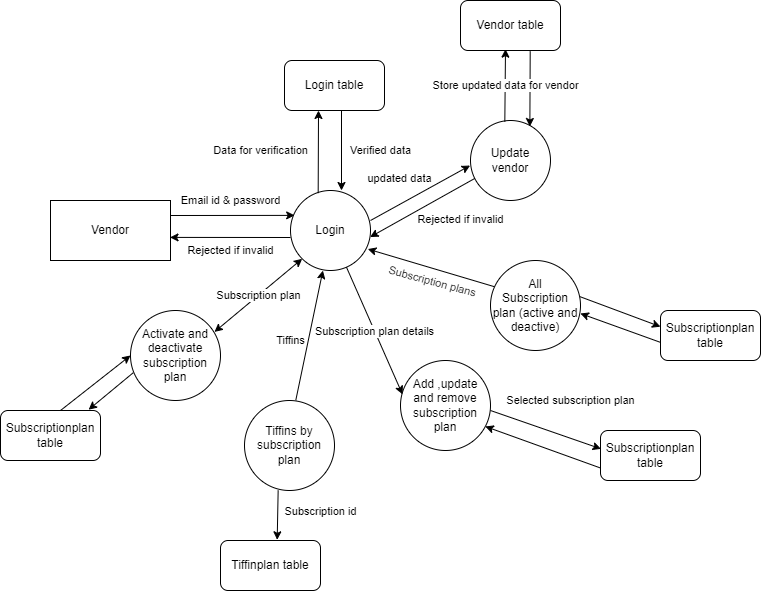 Vendor table
Store updated data for vendor
Login table
Update
vendor
Data for verification
Verified data
updated data
Email id & password
Rejected if invalid
Vendor
Login
Rejected if invalid
Subscription plans
All
Subscription
plan (active and
deactive)
Subscription plan
Subscriptionplan
table
Activate and
deactivate
subscription
plan
Tiffins
Subscription plan details
Add ,update
and remove
subscription
plan
Selected subscription plan
Subscriptionplan
table
Tiffins by
subscription
plan
Subscriptionplan
table
Subscription id
Tiffinplan table